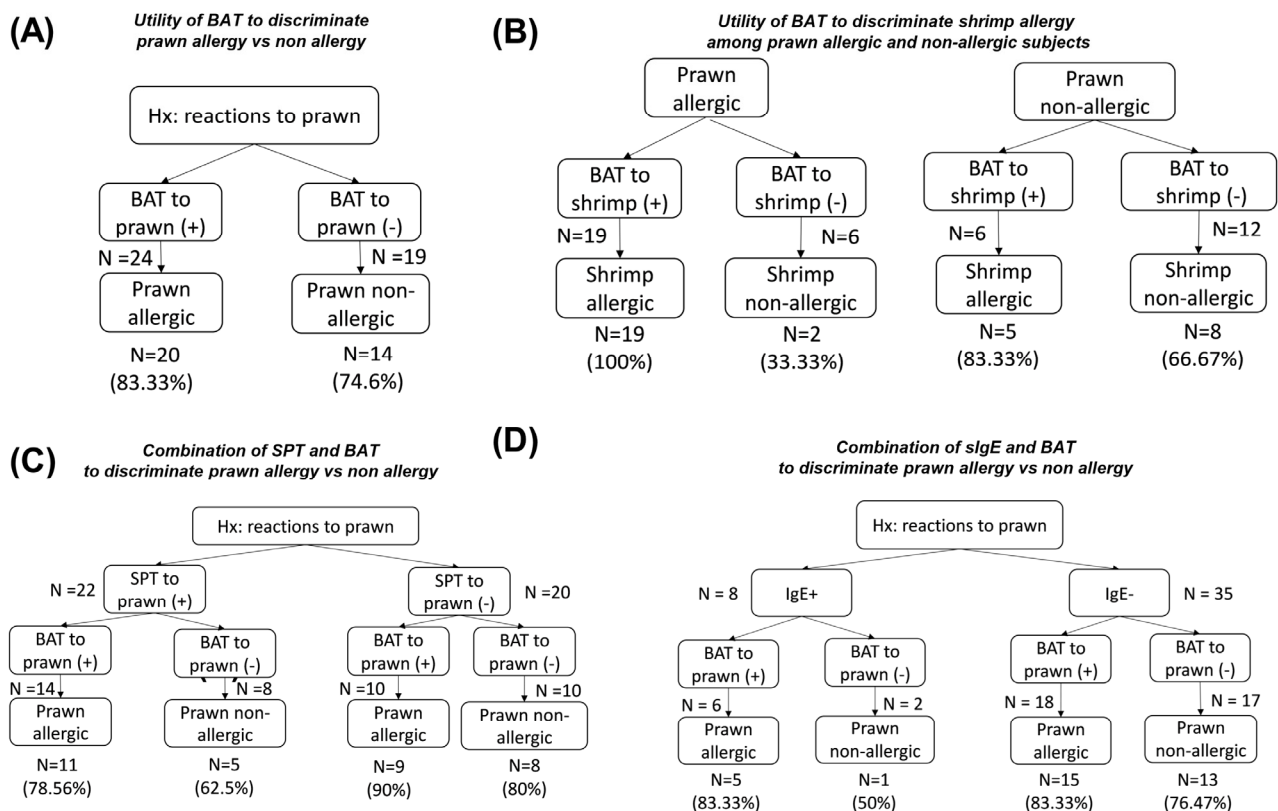 (A)
Utility of BAT to discriminate
prawn allergy vs non allergy
Hx: reactions to prawn
BAT to
prawn (+)
BAT to
prawn (-)
N =24
N =19
Prawn
allergic
Prawn non-
allergic
N=20
(83.33%)
N=14
(74.6%)
(B)
Utility of BAT to discriminate shrimp allergy
among prawn allergic and non-allergic subjects
Prawn
allergic
Prawn
non-allergic
BAT to
shrimp (+)
BAT to
shrimp (-)
BAT to
shrimp (+)
BAT to
shrimp (-)
N=19
N=6
N=6
N=12
Shrimp
allergic
Shrimp
non-allergic
Shrimp
allergic
Shrimp
non-allergic
N=19
(100%)
N=2
(33.33%)
N=5
(83.33%)
N=8
(66.67%)
(C)
Combination of SPT and BAT
to discriminate prawn allergy vs non allergy
Hx: reactions to prawn
N =22
SPT to
prawn (+)
SPT to
prawn (-)
N =20
BAT to
prawn (+)
BAT to
prawn (-)
BAT to
prawn (+)
BAT to
prawn (-)
N =14
N =8
N =10
N =10
Prawn
allergic
Prawn non-
allergic
Prawn
allergic
Prawn non-
allergic
N=11
(78.56%)
N=5
(62.5%)
N=9
(90%)
N=8
(80%)
(D)
Combination of sIgE and BAT
to discriminate prawn allergy vs non allergy
Hx: reactions to prawn
N = 8
IgE+
IgE-
N = 35
BAT to
prawn (+)
BAT to
prawn (-)
BAT to
prawn (+)
BAT to
prawn (-)
N = 6
N = 2
N = 18
N = 17
Prawn
allergic
Prawn
non-allergic
Prawn
allergic
Prawn
non-allergic
N=5
(83.33%)
N=1
(50%)
N=15
(83.33%)
N=13
(76.47%)